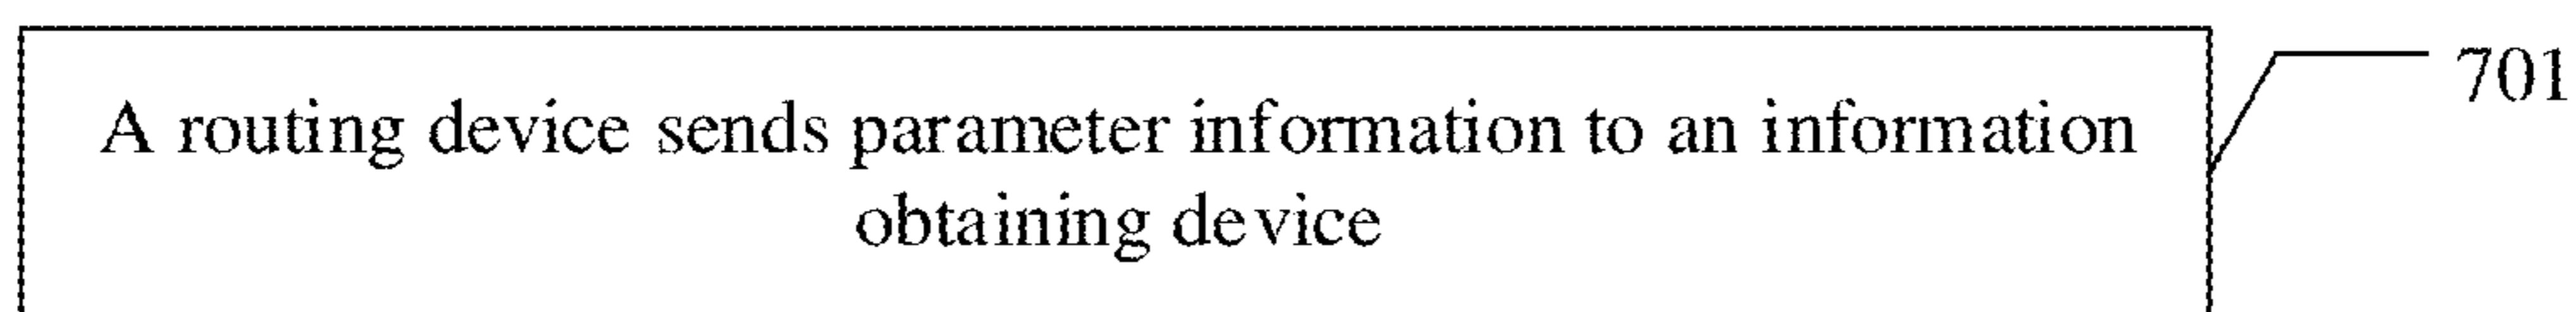 A routing device sends parameter information to an information
obtaining device
701